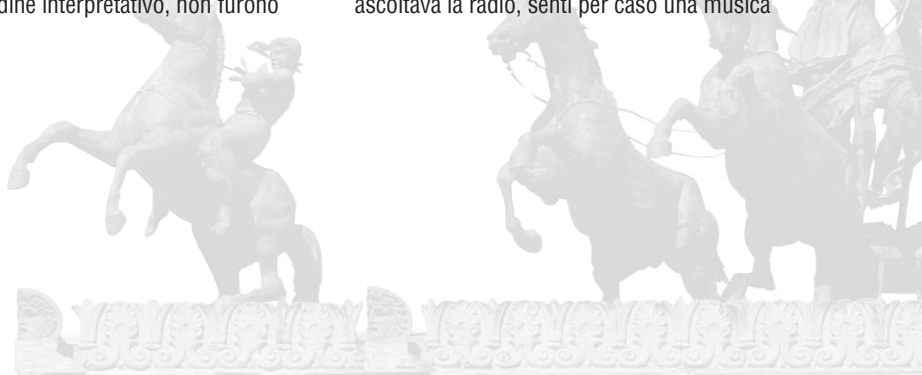 dine interpretativo, non furono
ascoltava la radio, sentì per caso una musica